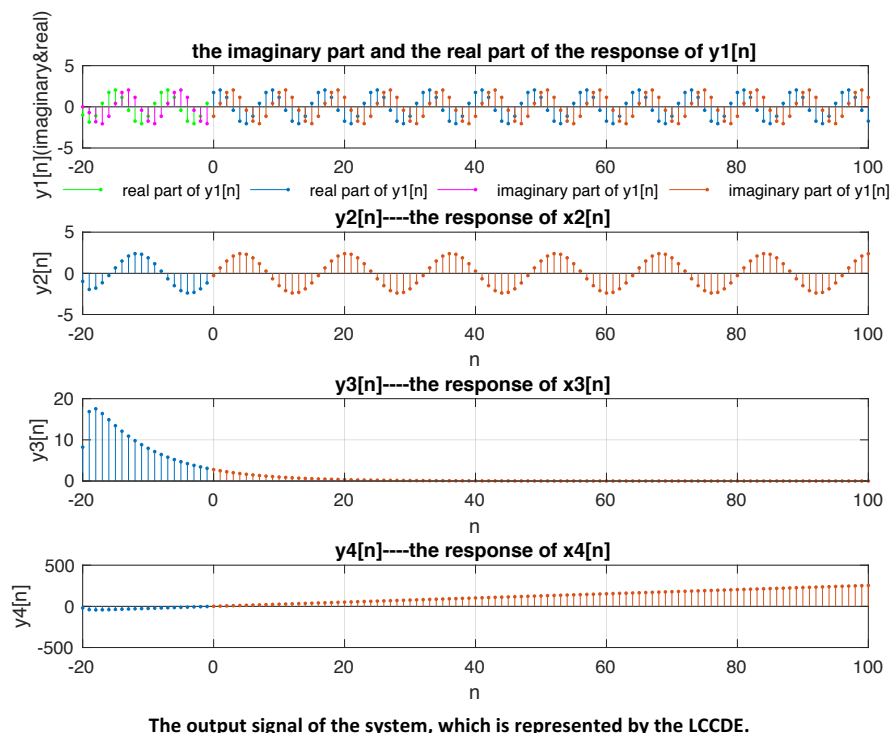 the imaginary part and the real part of the response of y1[n]
y1[n](imaginary&real)
5
0
-5
-20 0 20 40 60 80 100
real part of y1[n] real part of y1[n] imaginary part of y1[n] imaginary part of y1[n]
y2[n]----the response of x2[n]
y2[n]
5
0
-5
-20 0 20 40 60 80 100
n
y3[n]----the response of x3[n]
y3[n]
20
10
0
-20 0 20 40 60 80 100
n
y4[n]----the response of x4[n]
y4[n]
500
0
-500
-20 0 20 40 60 80 100
n
The output signal of the system, which is represented by the LCCDE.